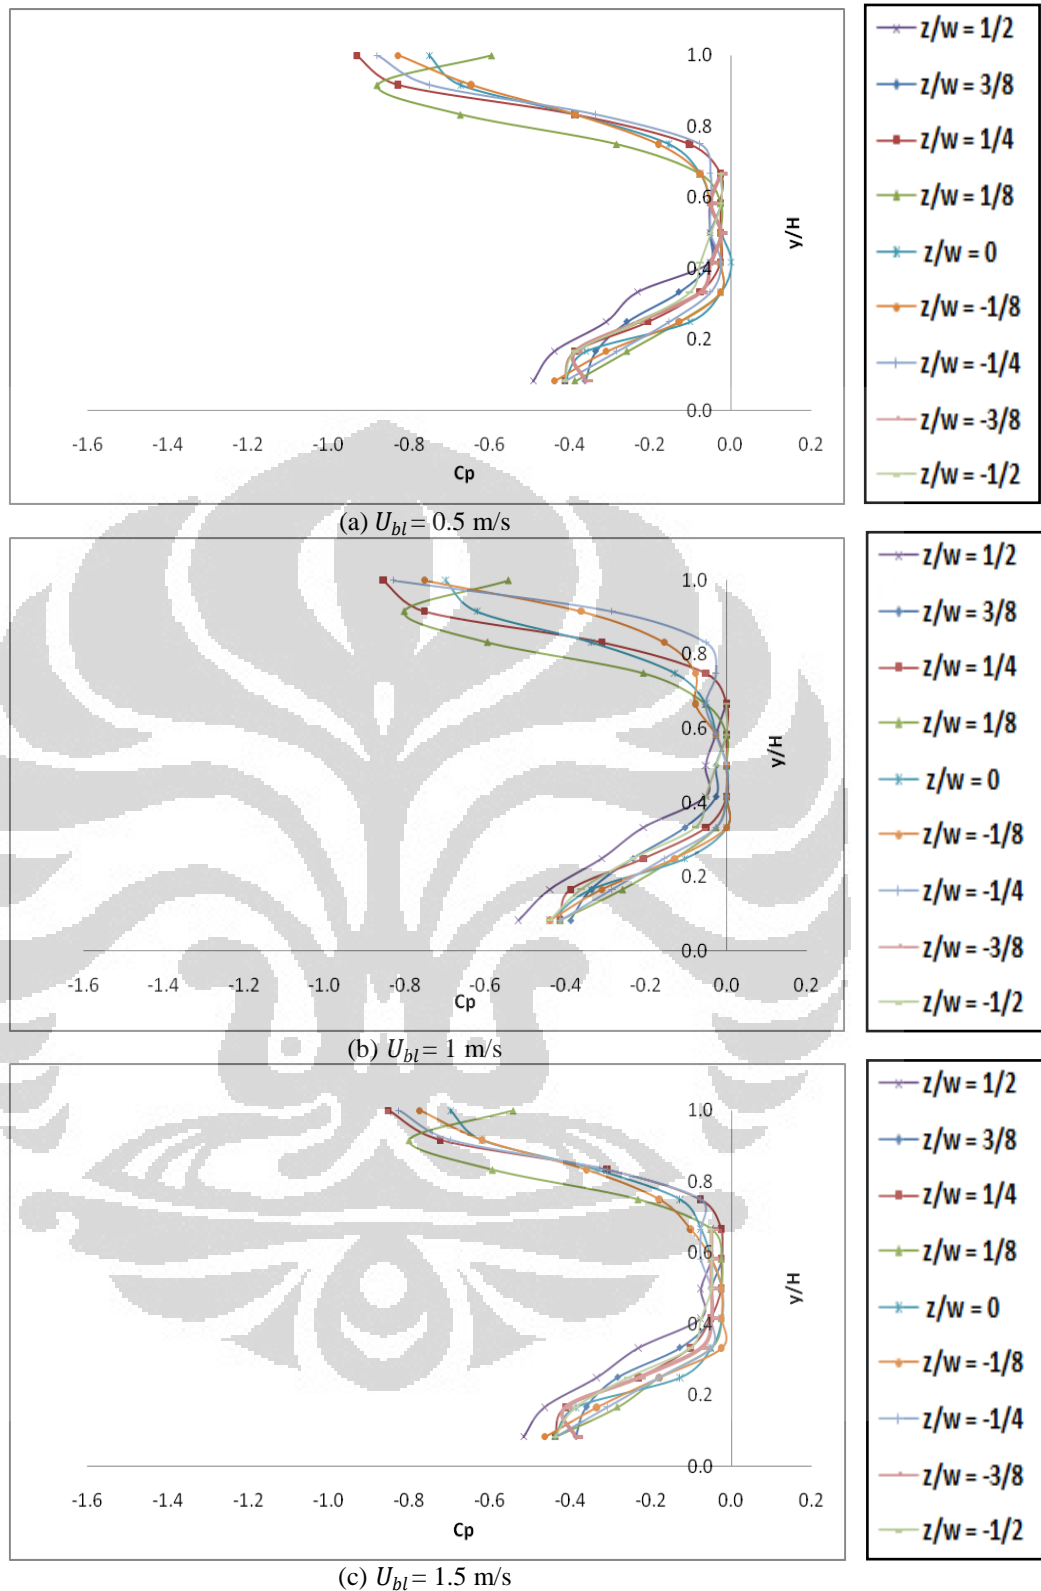 1.0
0.8
0.6
0.4
0.2
0.0
y/H
-1.6 -1.4 -1.2 -1.0 -0.8 -0.6 -0.4 -0.2 0.0 0.2
Cp
z/w = 1/2
z/w = 3/8
z/w = 1/4
z/w = 1/8
z/w = 0
z/w = -1/8
z/w = -1/4
z/w = -3/8
z/w = -1/2
(a) U_bl = 0.5 m/s
1.0
0.8
0.6
0.4
0.2
0.0
y/H
-1.6 -1.4 -1.2 -1.0 -0.8 -0.6 -0.4 -0.2 0.0 0.2
Cp
z/w = 1/2
z/w = 3/8
z/w = 1/4
z/w = 1/8
z/w = 0
z/w = -1/8
z/w = -1/4
z/w = -3/8
z/w = -1/2
(b) U_bl = 1 m/s
1.0
0.8
0.6
0.4
0.2
0.0
y/H
-1.6 -1.4 -1.2 -1.0 -0.8 -0.6 -0.4 -0.2 0.0 0.2
Cp
z/w = 1/2
z/w = 3/8
z/w = 1/4
z/w = 1/8
z/w = 0
z/w = -1/8
z/w = -1/4
z/w = -3/8
z/w = -1/2
(c) U_bl = 1.5 m/s